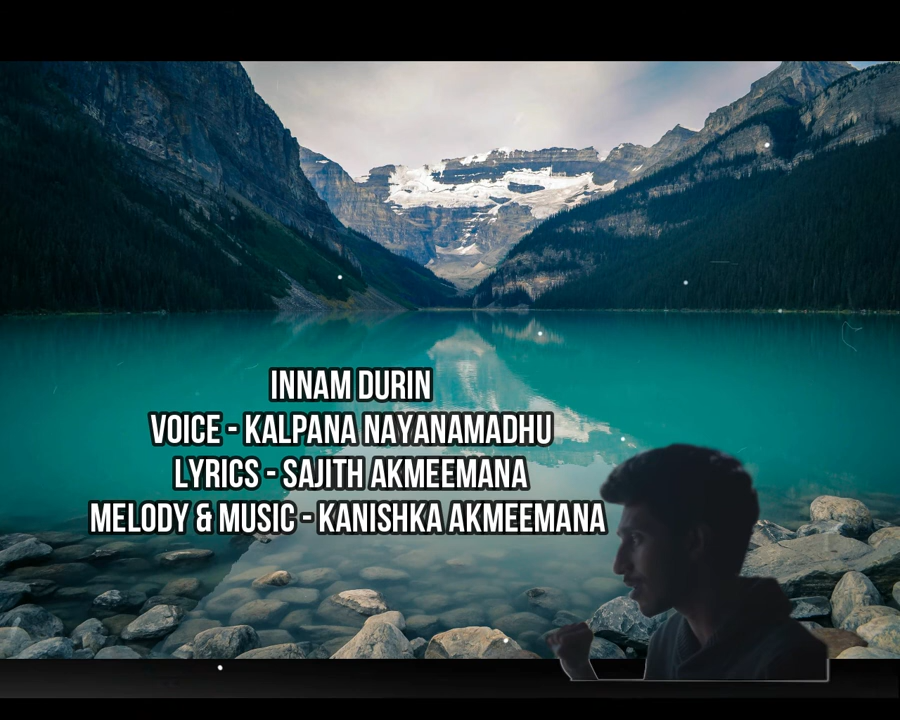 INNAM DURIN
VOICE - KALPANA NAYANAMADHU
LYRICS - SAJITH AKMEEMANA
MELODY & MUSIC - KANISHKA AKMEEMANA